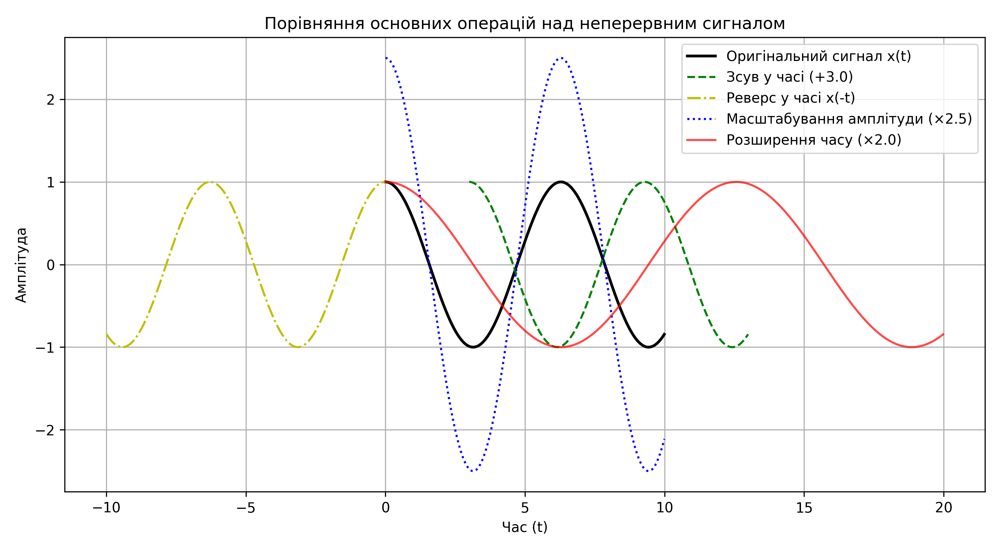 Порівняння основних операцій над неперервним сигналом
Оригінальний сигнал x(t)
Зсув у часі (+3.0)
Реверс у часі x(-t)
Масштабування амплітуди (×2.5)
Розширення часу (×2.0)
Амплітуда
2
1
0
−1
−2
−10 −5 0 5 10 15 20
Час (t)